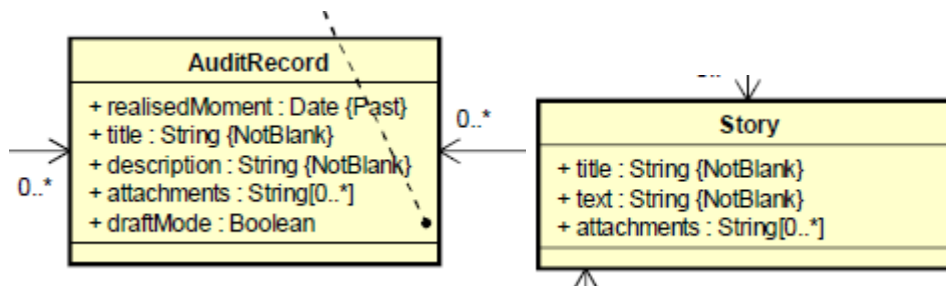 AuditRecord
+ realisedMoment : Date {Past}
+ title : String {NotBlank}
+ description : String {NotBlank}
+ attachments : String[0..*]
+ draftMode : Boolean
0..*
0..*
Story
+ title : String {NotBlank}
+ text : String {NotBlank}
+ attachments : String[0..*]